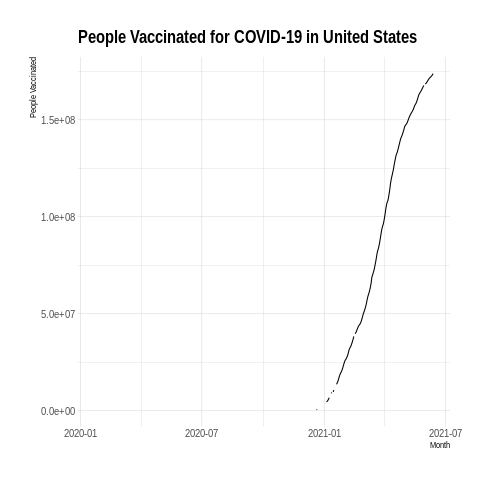 People Vaccinated for COVID-19 in United States
People Vaccinated
1.5e+08
1.0e+08
5.0e+07
0.0e+00
2020-01 2020-07 2021-01 2021-07
Month